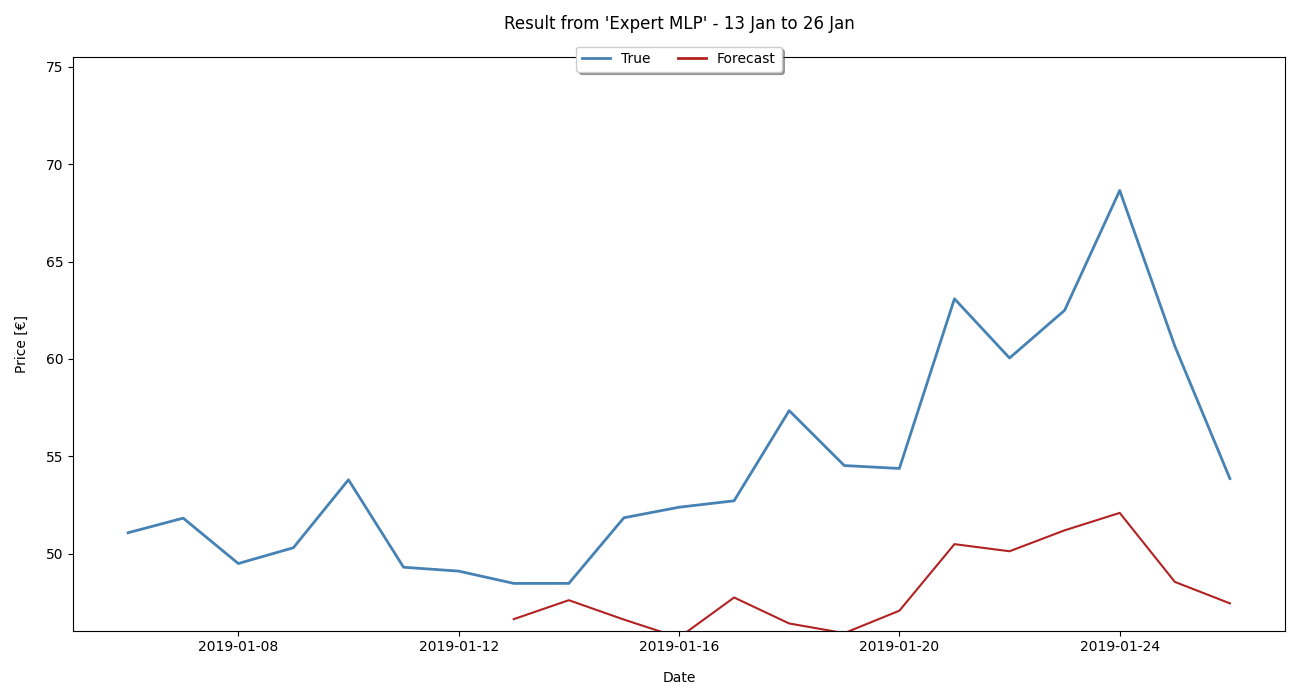 Result from 'Expert MLP' - 13 Jan to 26 Jan
True Forecast
75
70
65
60
55
50
Price [€]
2019-01-08 2019-01-12 2019-01-16 2019-01-20 2019-01-24
Date